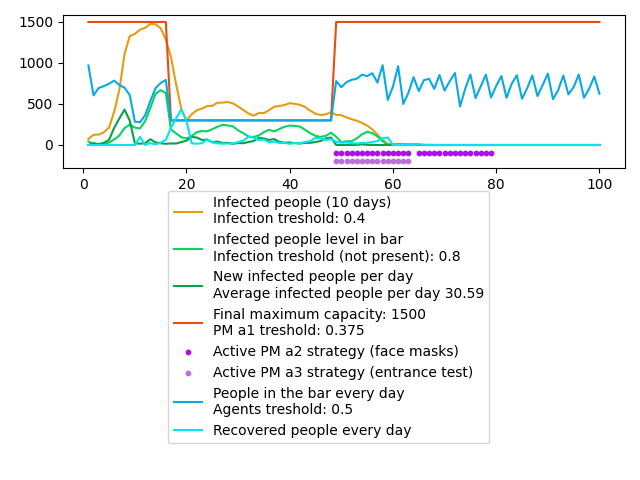 1500
1000
500
0
0 20 40 60 80 100
Infected people (10 days)
Infection treshold: 0.4
Infected people level in bar
Infection treshold (not present): 0.8
New infected people per day
Average infected people per day 30.59
Final maximum capacity: 1500
PM a1 treshold: 0.375
Active PM a2 strategy (face masks)
Active PM a3 strategy (entrance test)
People in the bar every day
Agents treshold: 0.5
Recovered people every day